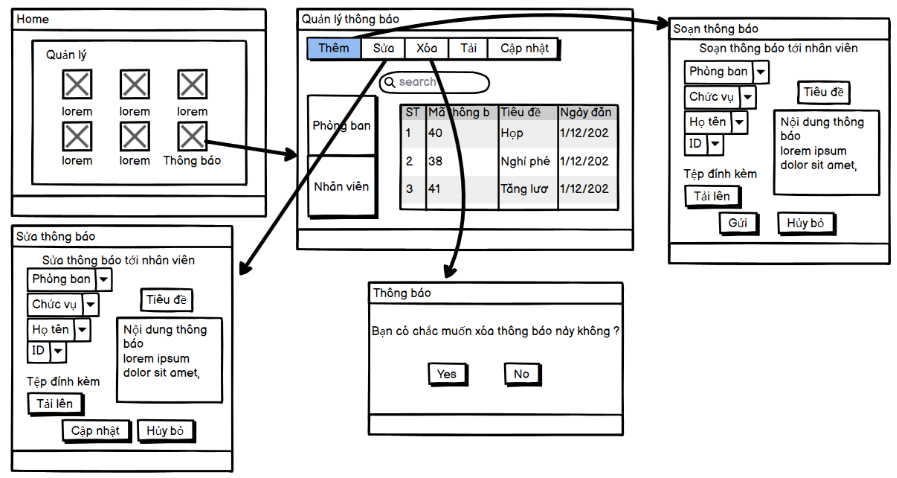 Home
Quản lý
lorem
lorem
lorem
lorem
lorem
Thông báo
Quản lý thông báo
Thêm
Sửa
Xóa
Tải
Cập nhật
search
Phòng ban
Nhân viên
ST Mã thông b Tiêu đề Ngày đăn
1 40 Họp 1/12/202
2 38 Nghỉ phé 1/12/202
3 41 Tăng lươ 1/12/202
Soạn thông báo
Soạn thông báo tới nhân viên
Phòng ban
Chức vụ
Họ tên
ID
Tiêu đề
Nội dung thông
báo
lorem ipsum
dolor sit amet,
Tệp đính kèm
Tải lên
Gửi
Hủy bỏ
Sửa thông báo
Sửa thông báo tới nhân viên
Phòng ban
Chức vụ
Họ tên
ID
Tiêu đề
Nội dung thông
báo
lorem ipsum
dolor sit amet,
Tệp đính kèm
Tải lên
Cập nhật
Hủy bỏ
Thông báo
Bạn có chắc muốn xóa thông báo này không ?
Yes
No